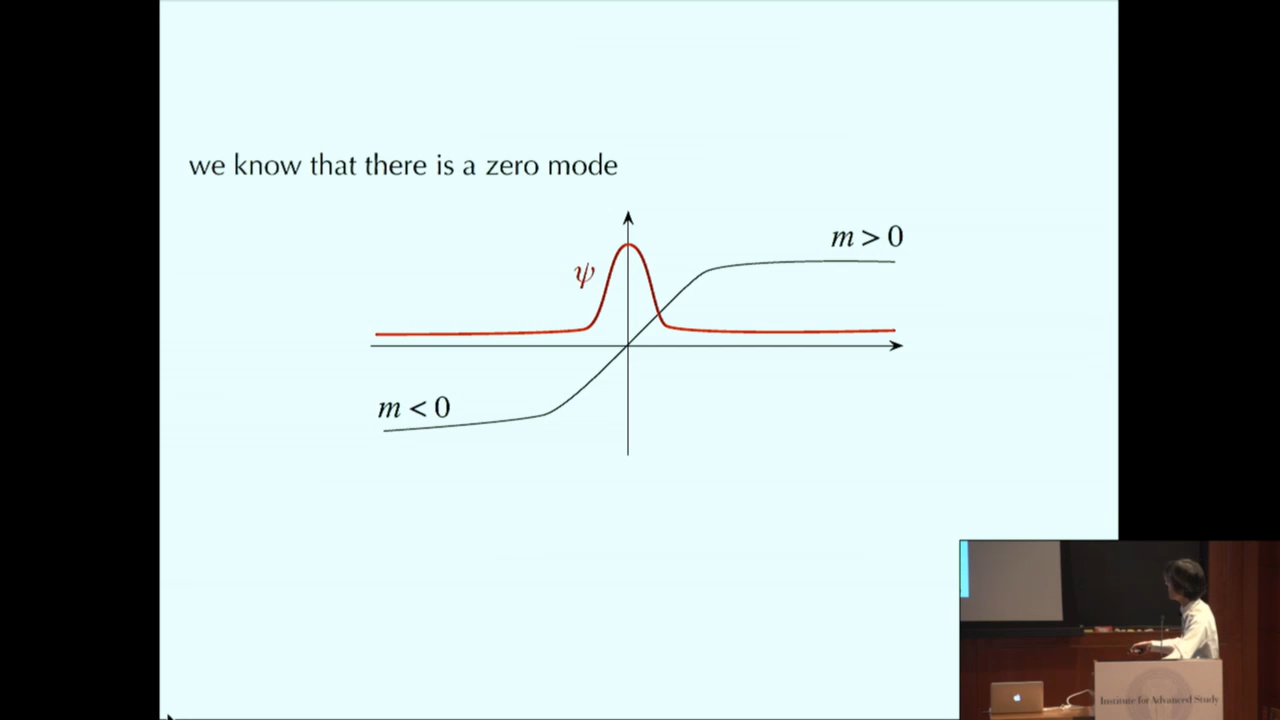 we know that there is a zero mode
m > 0
ψ
m < 0
Institute for Advanced Study